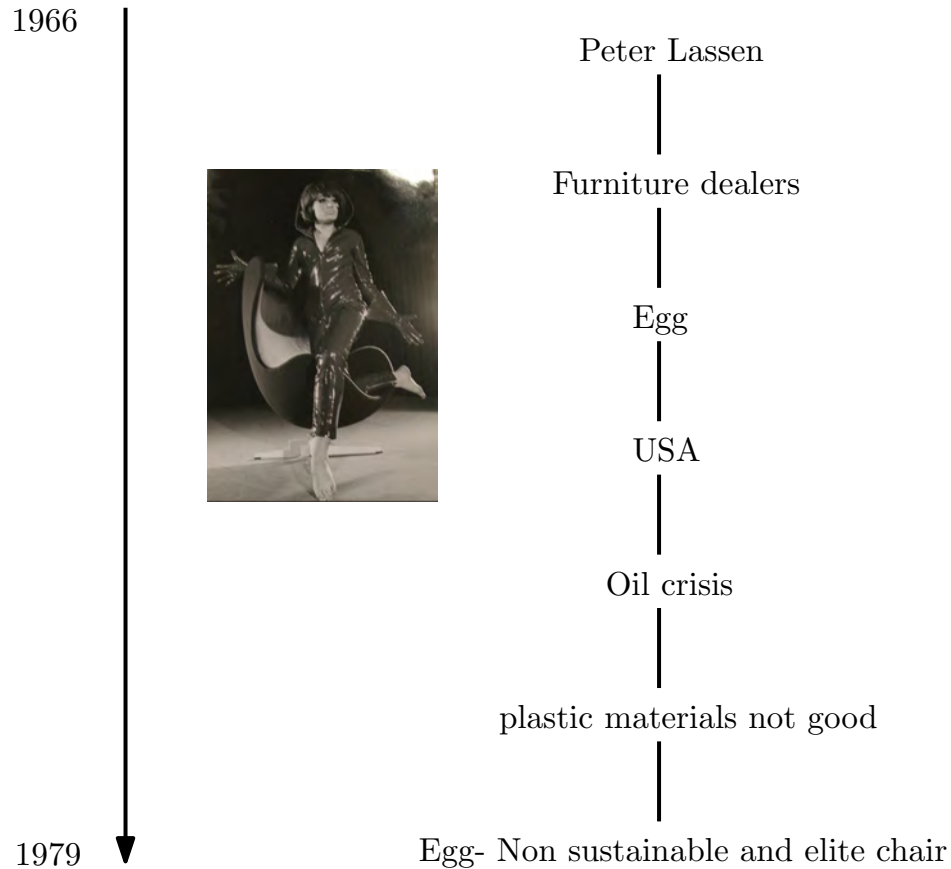 1966
Peter Lassen
Furniture dealers
Egg
USA
Oil crisis
plastic materials not good
1979
Egg- Non sustainable and elite chair